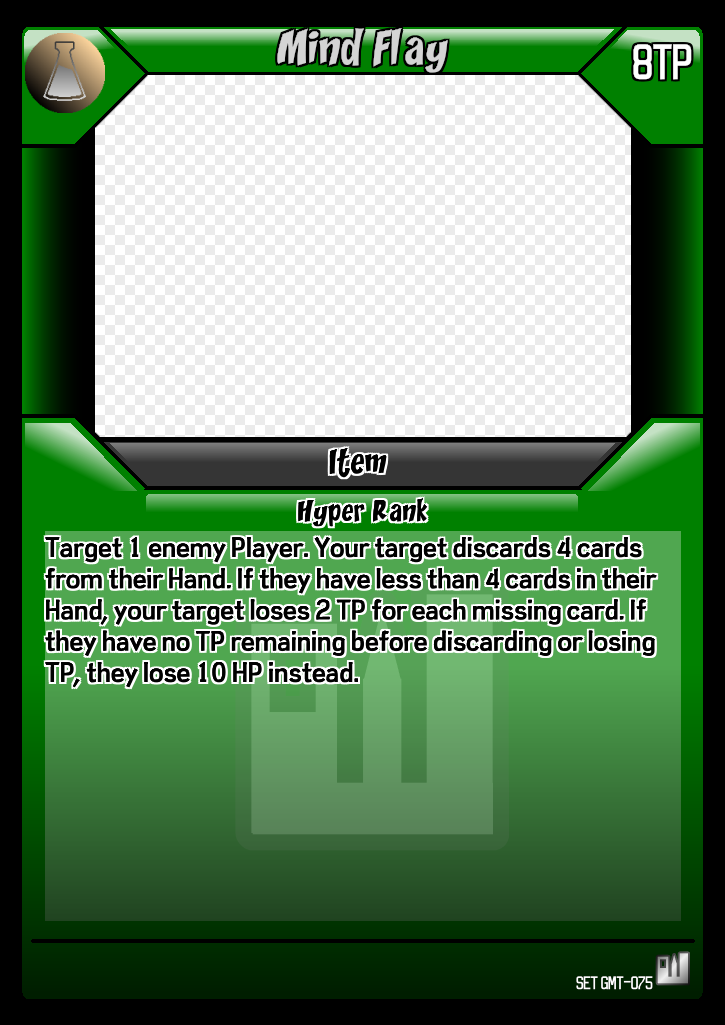 Mind Flay
8TP
Item
Hyper Rank
Target 1 enemy Player. Your target discards 4 cards
from their Hand. If they have less than 4 cards in their
Hand, your target loses 2 TP for each missing card. If
they have no TP remaining before discarding or losing
TP, they lose 10 HP instead.
SET GMT-075